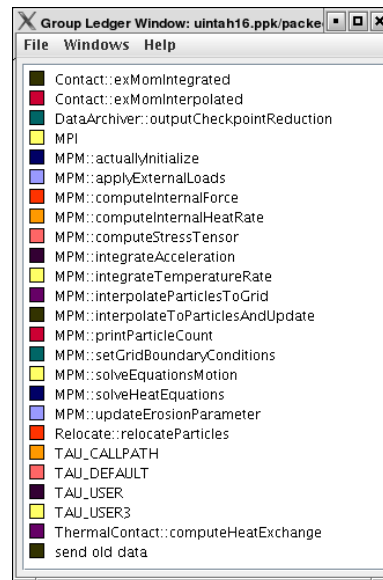 Group Ledger Window: uintah16.ppk/packe
File Windows Help
Contact::exMomIntegrated
Contact::exMomInterpolated
DataArchiver::outputCheckpointReduction
MPI
MPM::actuallyInitialize
MPM::applyExternalLoads
MPM::computeInternalForce
MPM::computeInternalHeatRate
MPM::computeStressTensor
MPM::integrateAcceleration
MPM::integrateTemperatureRate
MPM::interpolateParticlesToGrid
MPM::interpolateToParticlesAndUpdate
MPM::printParticleCount
MPM::setGridBoundaryConditions
MPM::solveEquationsMotion
MPM::solveHeatEquations
MPM::updateErosionParameter
Relocate::relocateParticles
TAU_CALLPATH
TAU_DEFAULT
TAU_USER
TAU_USER3
ThermalContact::computeHeatExchange
send old data